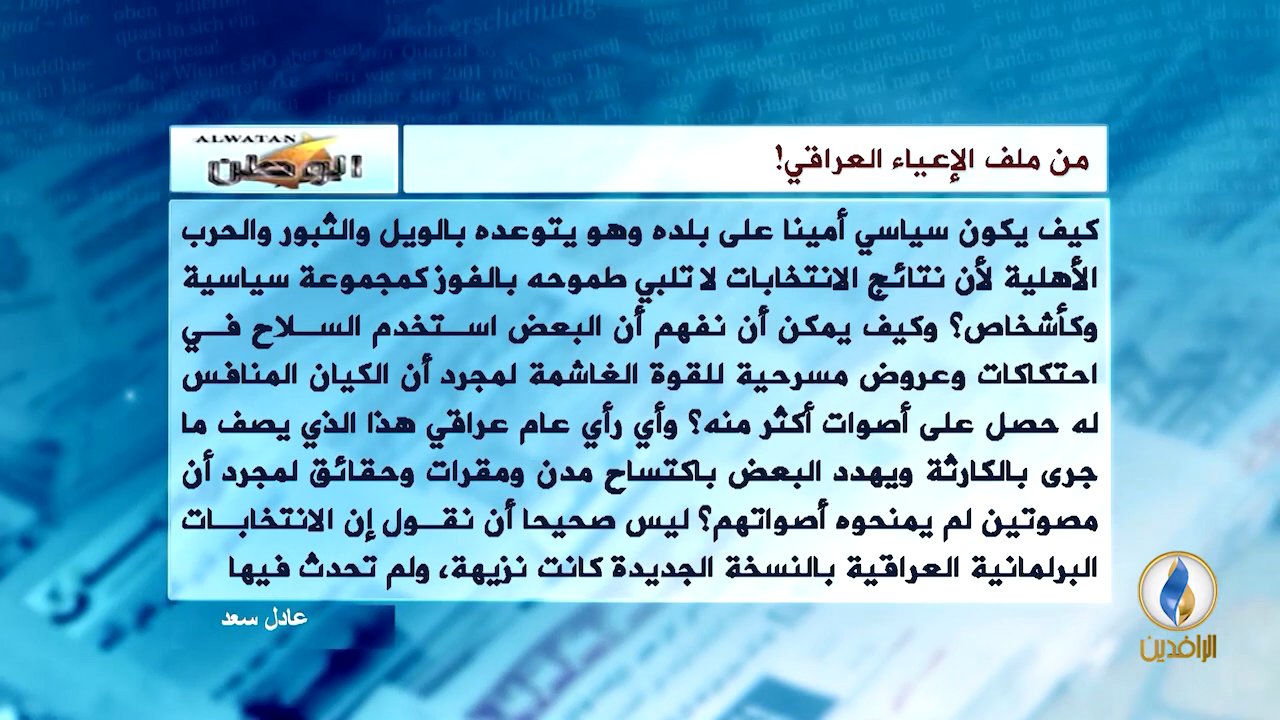 ALWATAN
الوطن
من ملف الإعياء العراقي!
كيف يكون سياسي أمينا على بلده وهو يتوعده بالويل والثبور والحرب
الأهلية لأن نتائج الانتخابات لا تلبي طموحه بالفوز كمجموعة سياسية
وكأشخاص؟ وكيف يمكن أن نفهم أن البعض استخدم السلاح في
احتكاكات وعروض مسرحية للقوة الغاشمة لمجرد أن الكيان المنافس
له حصل على أصوات أكثر منه؟ وأي رأي عام عراقي هذا الذي يصف ما
جرى بالكارثة ويهدد البعض باكتساح مدن ومقرات وحقائق لمجرد أن
مصوتين لم يمنحوه أصواتهم؟ ليس صحيحا أن نقول إن الانتخابات
البرلمانية العراقية بالنسخة الجديدة كانت نزيهة، ولم تحدث فيها
عادل سعد
الرافدين